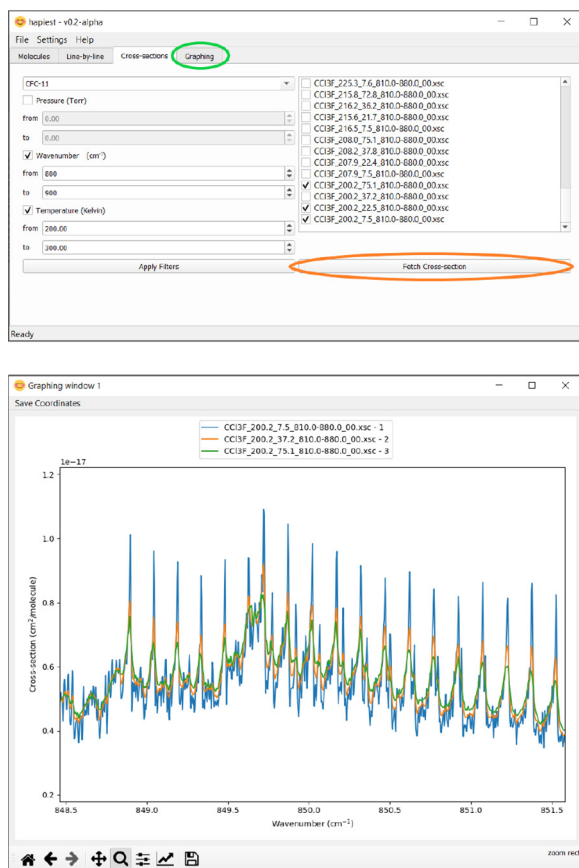 hapiest - v0.2-alpha
File Settings Help
Molecules Line-by-line Cross-sections Graphing
CFC-11
Pressure (Torr)
from 0.00
to 0.00
Wavenumber (cm⁻¹)
from 800
to 900
Temperature (Kelvin)
from 200.00
to 300.00
Apply Filters
CCl3F_225.3_7.6_810.0-880.0_00.xsc
CCl3F_215.8_72.8_810.0-880.0_00.xsc
CCl3F_216.2_36.2_810.0-880.0_00.xsc
CCl3F_215.6_21.7_810.0-880.0_00.xsc
CCl3F_216.5_7.5_810.0-880.0_00.xsc
CCl3F_208.0_75.1_810.0-880.0_00.xsc
CCl3F_208.2_37.8_810.0-880.0_00.xsc
CCl3F_207.9_22.4_810.0-880.0_00.xsc
CCl3F_207.9_7.5_810.0-880.0_00.xsc
CCl3F_200.2_75.1_810.0-880.0_00.xsc
CCl3F_200.2_37.2_810.0-880.0_00.xsc
CCl3F_200.2_22.5_810.0-880.0_00.xsc
CCl3F_200.2_7.5_810.0-880.0_00.xsc
Fetch Cross-section
Ready
Graphing window 1
Save Coordinates
CCl3F_200.2_7.5_810.0-880.0_00.xsc - 1
CCl3F_200.2_37.2_810.0-880.0_00.xsc - 2
CCl3F_200.2_75.1_810.0-880.0_00.xsc - 3
1e-17
1.2
1.0
0.8
0.6
0.4
0.2
Cross-section (cm²/molecule)
848.5 849.0 849.5 850.0 850.5 851.0 851.5
Wavenumber (cm⁻¹)
zoom rect